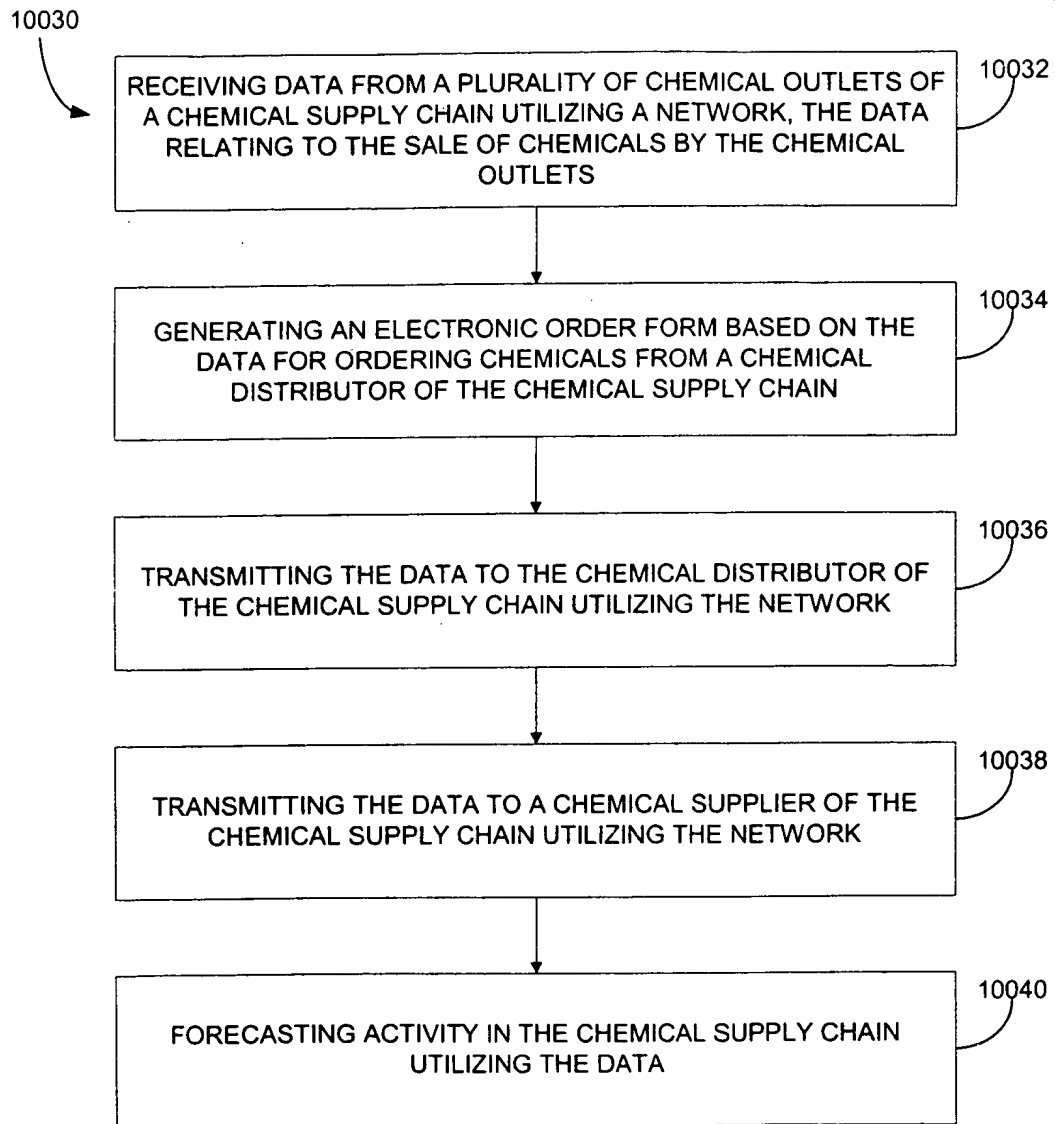 10030
RECEIVING DATA FROM A PLURALITY OF CHEMICAL OUTLETS OF
A CHEMICAL SUPPLY CHAIN UTILIZING A NETWORK, THE DATA
RELATING TO THE SALE OF CHEMICALS BY THE CHEMICAL
OUTLETS
10032
GENERATING AN ELECTRONIC ORDER FORM BASED ON THE
DATA FOR ORDERING CHEMICALS FROM A CHEMICAL
DISTRIBUTOR OF THE CHEMICAL SUPPLY CHAIN
10034
TRANSMITTING THE DATA TO THE CHEMICAL DISTRIBUTOR OF
THE CHEMICAL SUPPLY CHAIN UTILIZING THE NETWORK
10036
TRANSMITTING THE DATA TO A CHEMICAL SUPPLIER OF THE
CHEMICAL SUPPLY CHAIN UTILIZING THE NETWORK
10038
FORECASTING ACTIVITY IN THE CHEMICAL SUPPLY CHAIN
UTILIZING THE DATA
10040